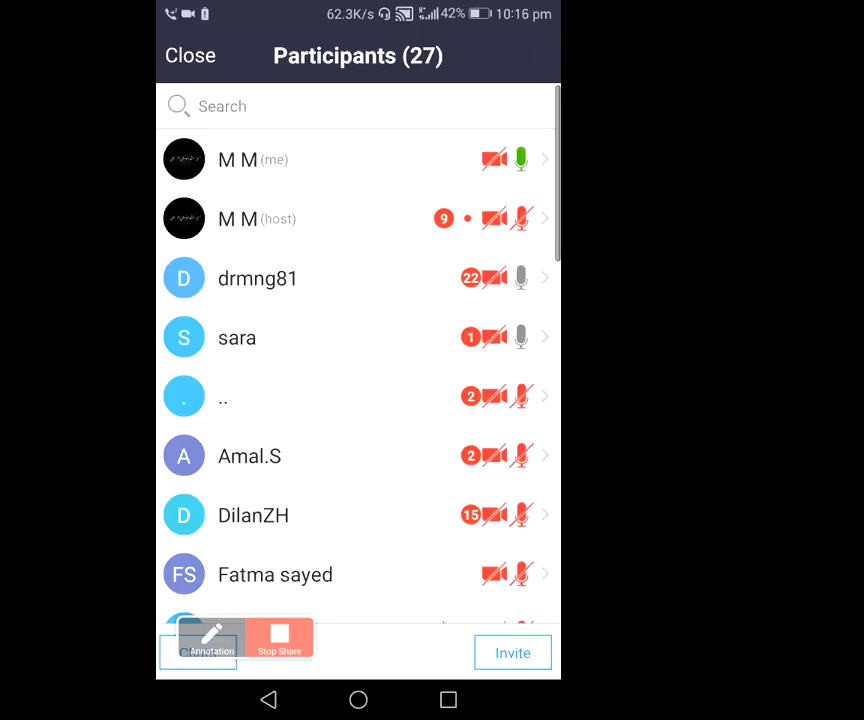 62.3K/s 42% 10:16 pm
Close Participants (27)
Search
M M (me)
M M (host) 9
D drmng81 22
S sara 1
. .. 2
A Amal.S 2
D DilanZH 15
FS Fatma sayed
Annotation Stop Share Invite